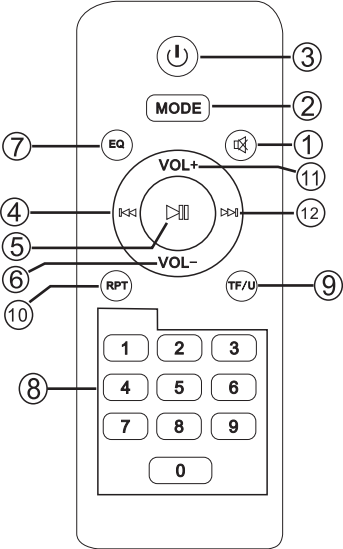 ③
MODE ②
⑦ EQ ①
VOL+ ⑪
④ ⑫
⑤
⑥ VOL−
⑩ RPT TF/U ⑨
1 2 3
⑧ 4 5 6
7 8 9
0